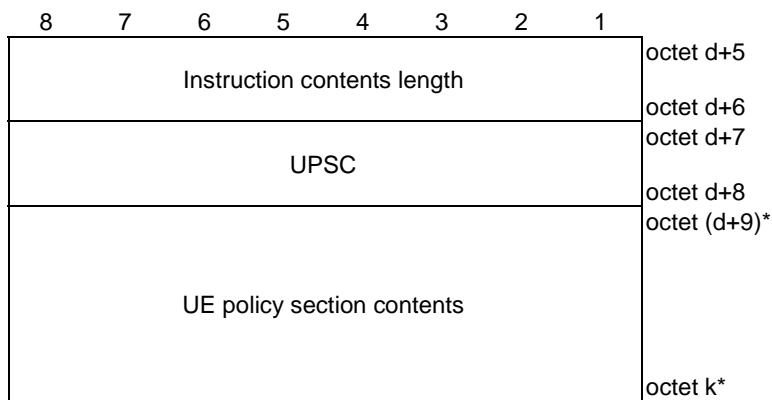 8 7 6 5 4 3 2 1
octet d+5
Instruction contents length
octet d+6
octet d+7
UPSC
octet d+8
octet (d+9)*
UE policy section contents
octet k*